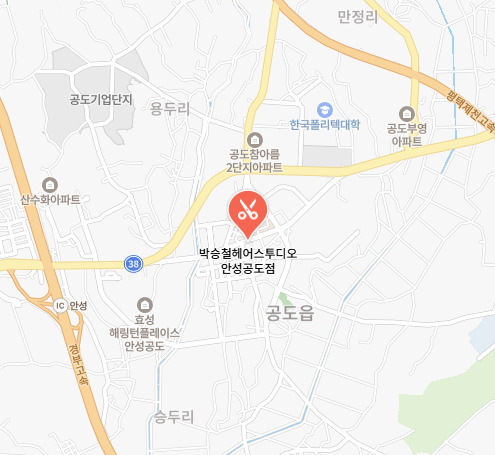 만정리
공도기업단지
용두리
한국폴리텍대학
평택제천고속
공도부영
아파트
공도참아름
2단지아파트
산수화아파트
박승철헤어스투디오
안성공도점
38
IC 안성
효성
해링턴플레이스
안성공도
공도읍
경부고속
승두리